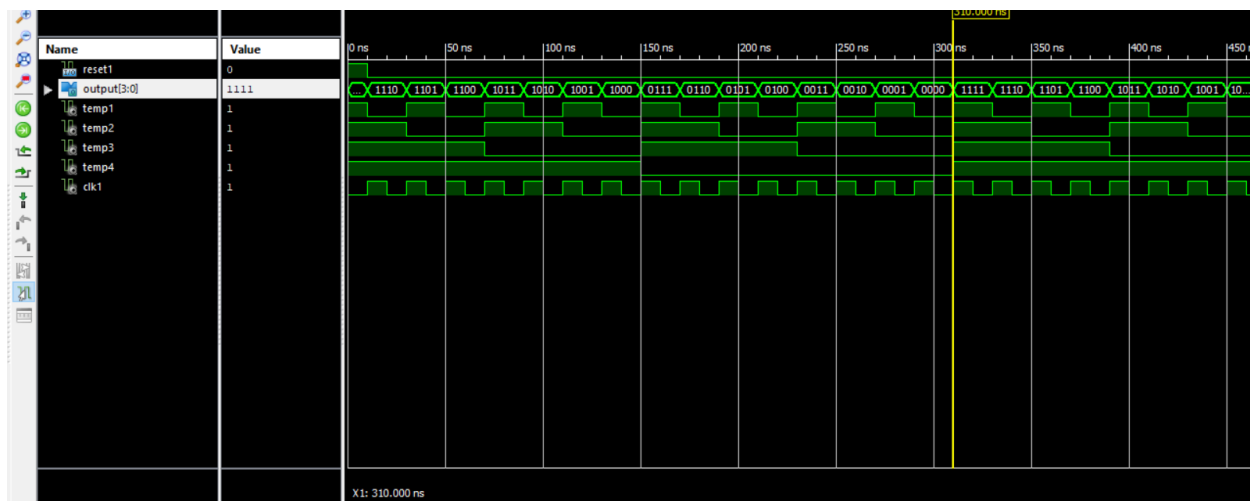 310.000 ns
Name Value 0 ns 50 ns 100 ns 150 ns 200 ns 250 ns 300 ns 350 ns 400 ns 450
reset1 0
output[3:0] 1111 ... 1110 1101 1100 1011 1010 1001 1000 0111 0110 0101 0100 0011 0010 0001 0000 1111 1110 1101 1100 1011 1010 1001 10...
temp1 1
temp2 1
temp3 1
temp4 1
clk1 1
X1: 310.000 ns